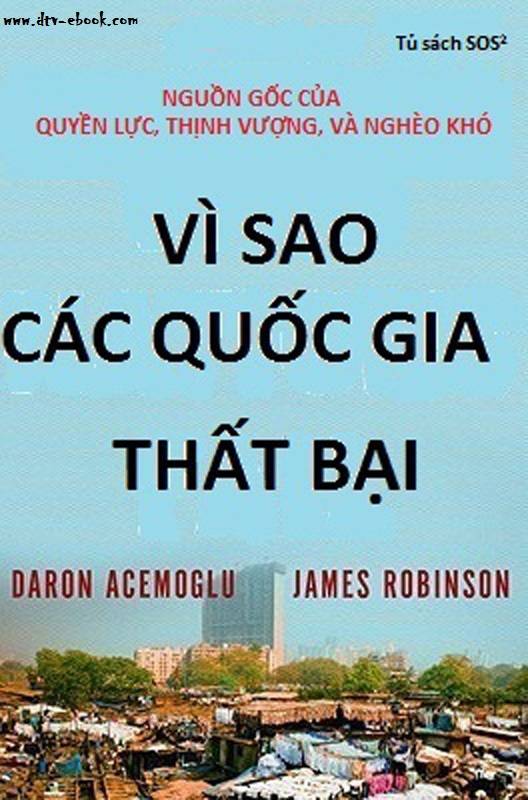 www.dtv-ebook.com
Tủ sách SOS²
NGUỒN GỐC CỦA
QUYỀN LỰC, THỊNH VƯỢNG, VÀ NGHÈO KHÓ
VÌ SAO
CÁC QUỐC GIA
THẤT BẠI
DARON ACEMOGLU JAMES ROBINSON